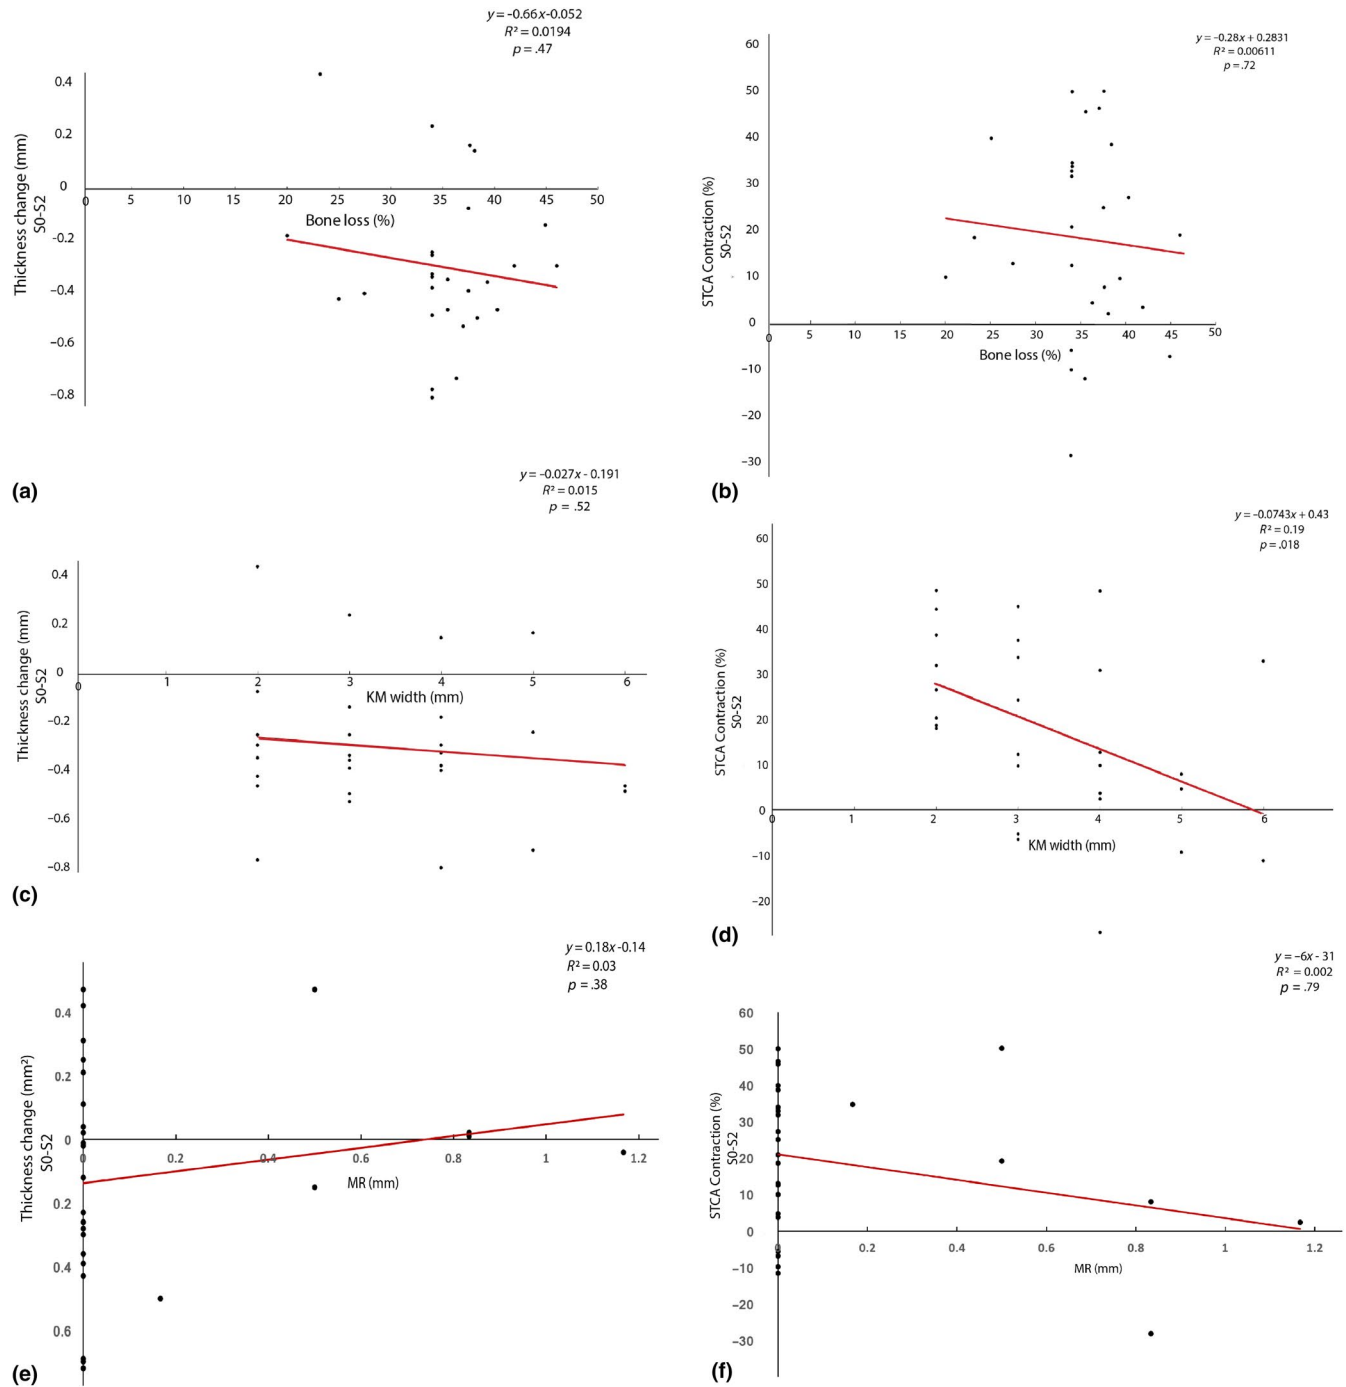 y = –0.66x-0.052
R² = 0.0194
p = .47
0.4
0.2
0
–0.2
–0.4
–0.6
–0.8
Thickness change (mm)
S0-S2
0 5 10 15 20 25 30 35 40 45 50
Bone loss (%)
(a)
y = –0.28x + 0.2831
R² = 0.00611
p = .72
60
50
40
30
20
10
0
–10
–20
–30
STCA Contraction (%)
S0-S2
0 5 10 15 20 25 30 35 40 45 50
Bone loss (%)
(b)
y = –0.027x - 0.191
R² = 0.015
p = .52
0.4
0.2
0
–0.2
–0.4
–0.6
–0.8
Thickness change (mm)
S0-S2
0 1 2 3 4 5 6
KM width (mm)
(c)
y = –0.0743x + 0.43
R² = 0.19
p = .018
60
50
40
30
20
10
0
–10
–20
STCA Contraction (%)
S0-S2
0 1 2 3 4 5 6
KM width (mm)
(d)
y = 0.18x -0.14
R² = 0.03
p = .38
0.4
0.2
0
0.2
0.4
0.6
Thickness change (mm²)
S0-S2
0 0.2 0.4 0.6 0.8 1 1.2
MR (mm)
(e)
y = –6x - 31
R² = 0.002
p = .79
60
50
40
30
20
10
0
–10
–20
–30
STCA Contraction (%)
S0-S2
0 0.2 0.4 0.6 0.8 1 1.2
MR (mm)
(f)